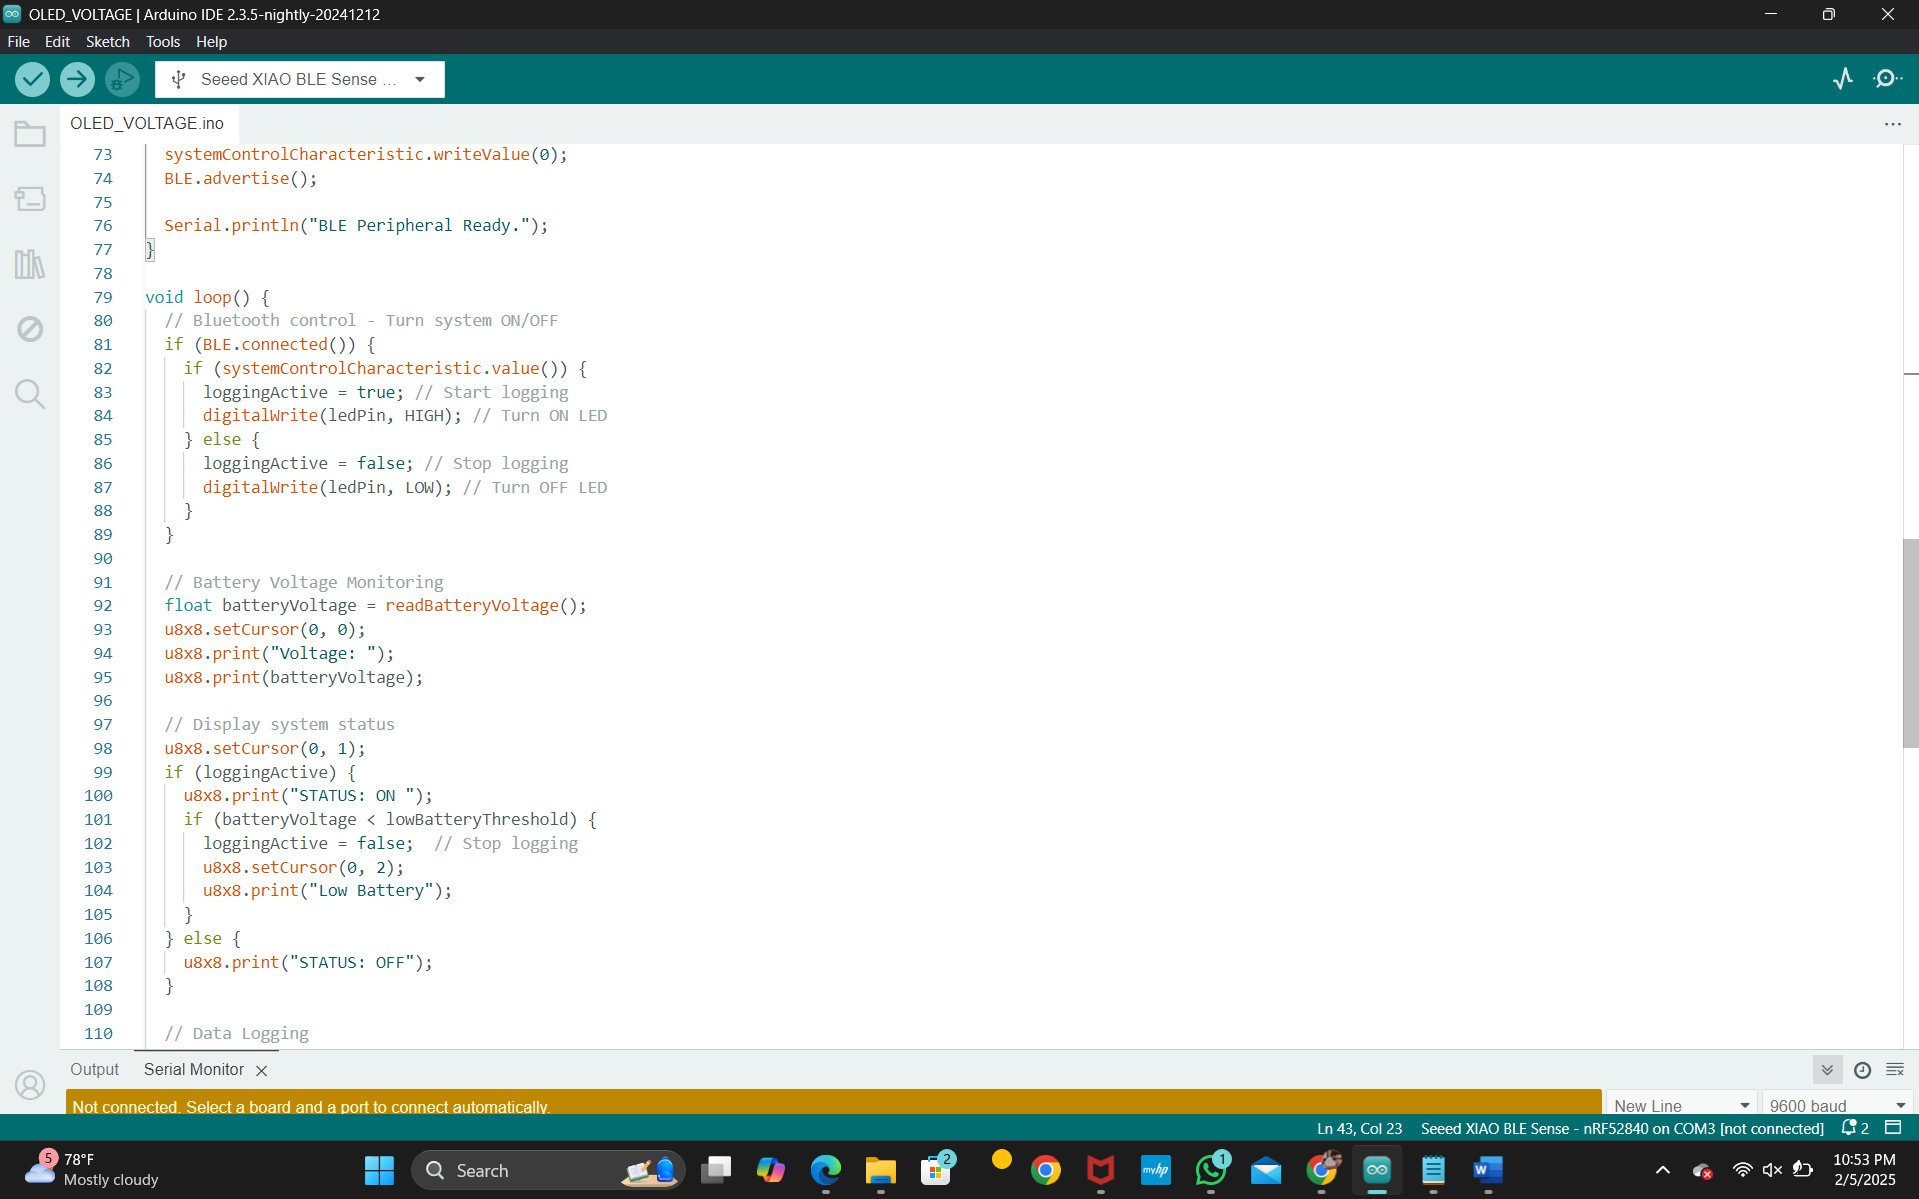 OLED_VOLTAGE | Arduino IDE 2.3.5-nightly-20241212
File Edit Sketch Tools Help
Seeed XIAO BLE Sense ...
OLED_VOLTAGE.ino
73 systemControlCharacteristic.writeValue(0);
74 BLE.advertise();
75
76 Serial.println("BLE Peripheral Ready.");
77 }
78
79 void loop() {
80 // Bluetooth control - Turn system ON/OFF
81 if (BLE.connected()) {
82 if (systemControlCharacteristic.value()) {
83 loggingActive = true; // Start logging
84 digitalWrite(ledPin, HIGH); // Turn ON LED
85 } else {
86 loggingActive = false; // Stop logging
87 digitalWrite(ledPin, LOW); // Turn OFF LED
88 }
89 }
90
91 // Battery Voltage Monitoring
92 float batteryVoltage = readBatteryVoltage();
93 u8x8.setCursor(0, 0);
94 u8x8.print("Voltage: ");
95 u8x8.print(batteryVoltage);
96
97 // Display system status
98 u8x8.setCursor(0, 1);
99 if (loggingActive) {
100 u8x8.print("STATUS: ON ");
101 if (batteryVoltage < lowBatteryThreshold) {
102 loggingActive = false;  // Stop logging
103 u8x8.setCursor(0, 2);
104 u8x8.print("Low Battery");
105 }
106 } else {
107 u8x8.print("STATUS: OFF");
108 }
109
110 // Data Logging
Output Serial Monitor
Not connected. Select a board and a port to connect automatically.
New Line 9600 baud
Ln 43, Col 23 Seeed XIAO BLE Sense - nRF52840 on COM3 [not connected] 2
5 78°F
Mostly cloudy
Search
2
myhp
1
W
10:53 PM
2/5/2025